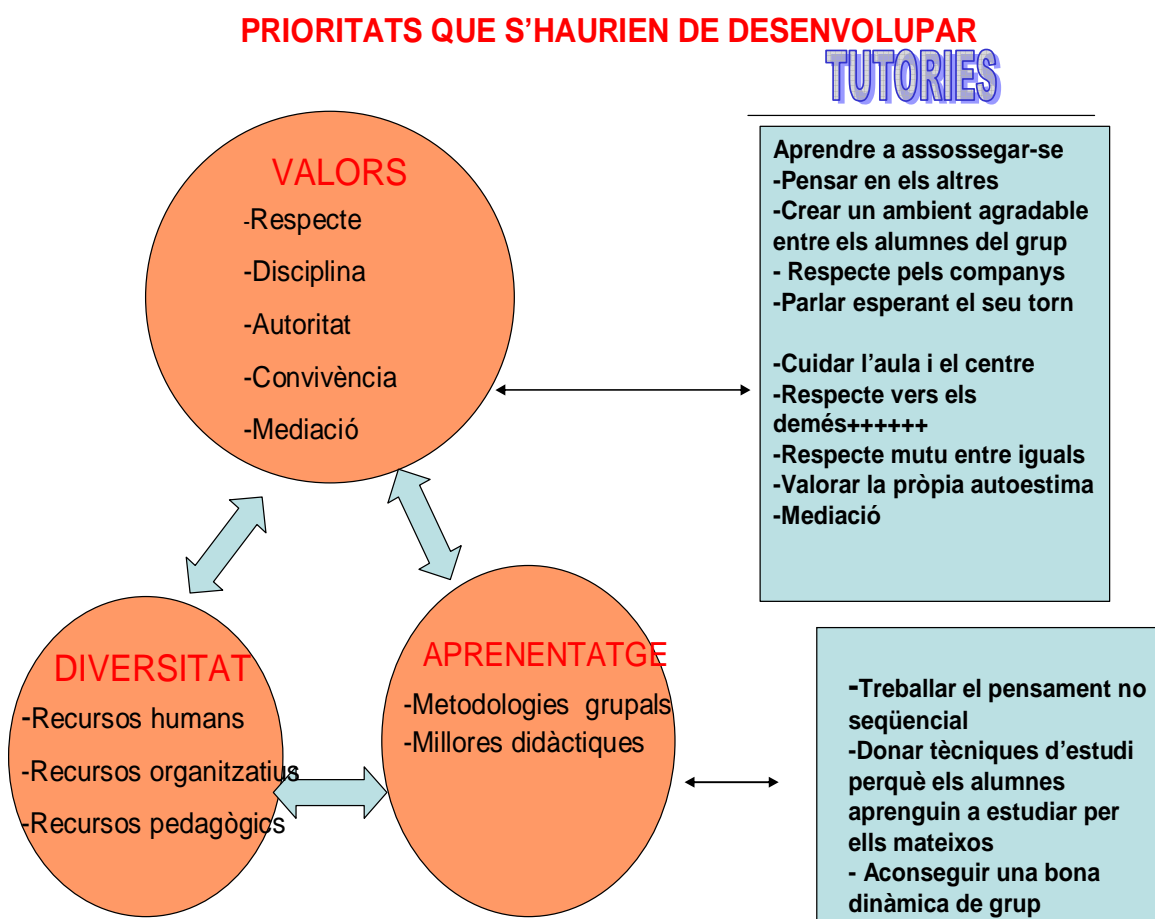 PRIORITATS QUE S'HAURIEN DE DESENVOLUPAR
TUTORIES
VALORS
-Respecte
-Disciplina
-Autoritat
-Convivència
-Mediació
Aprendre a assossegar-se
-Pensar en els altres
-Crear un ambient agradable
entre els alumnes del grup
- Respecte pels companys
-Parlar esperant el seu torn
-Cuidar l'aula i el centre
-Respecte vers els
demés++++++
-Respecte mutu entre iguals
-Valorar la pròpia autoestima
-Mediació
DIVERSITAT
-Recursos humans
-Recursos organitzatius
-Recursos pedagògics
APRENENTATGE
-Metodologies grupals
-Millores didàctiques
-Treballar el pensament no
seqüencial
-Donar tècniques d'estudi
perquè els alumnes
aprenguin a estudiar per
ells mateixos
- Aconseguir una bona
dinàmica de grup